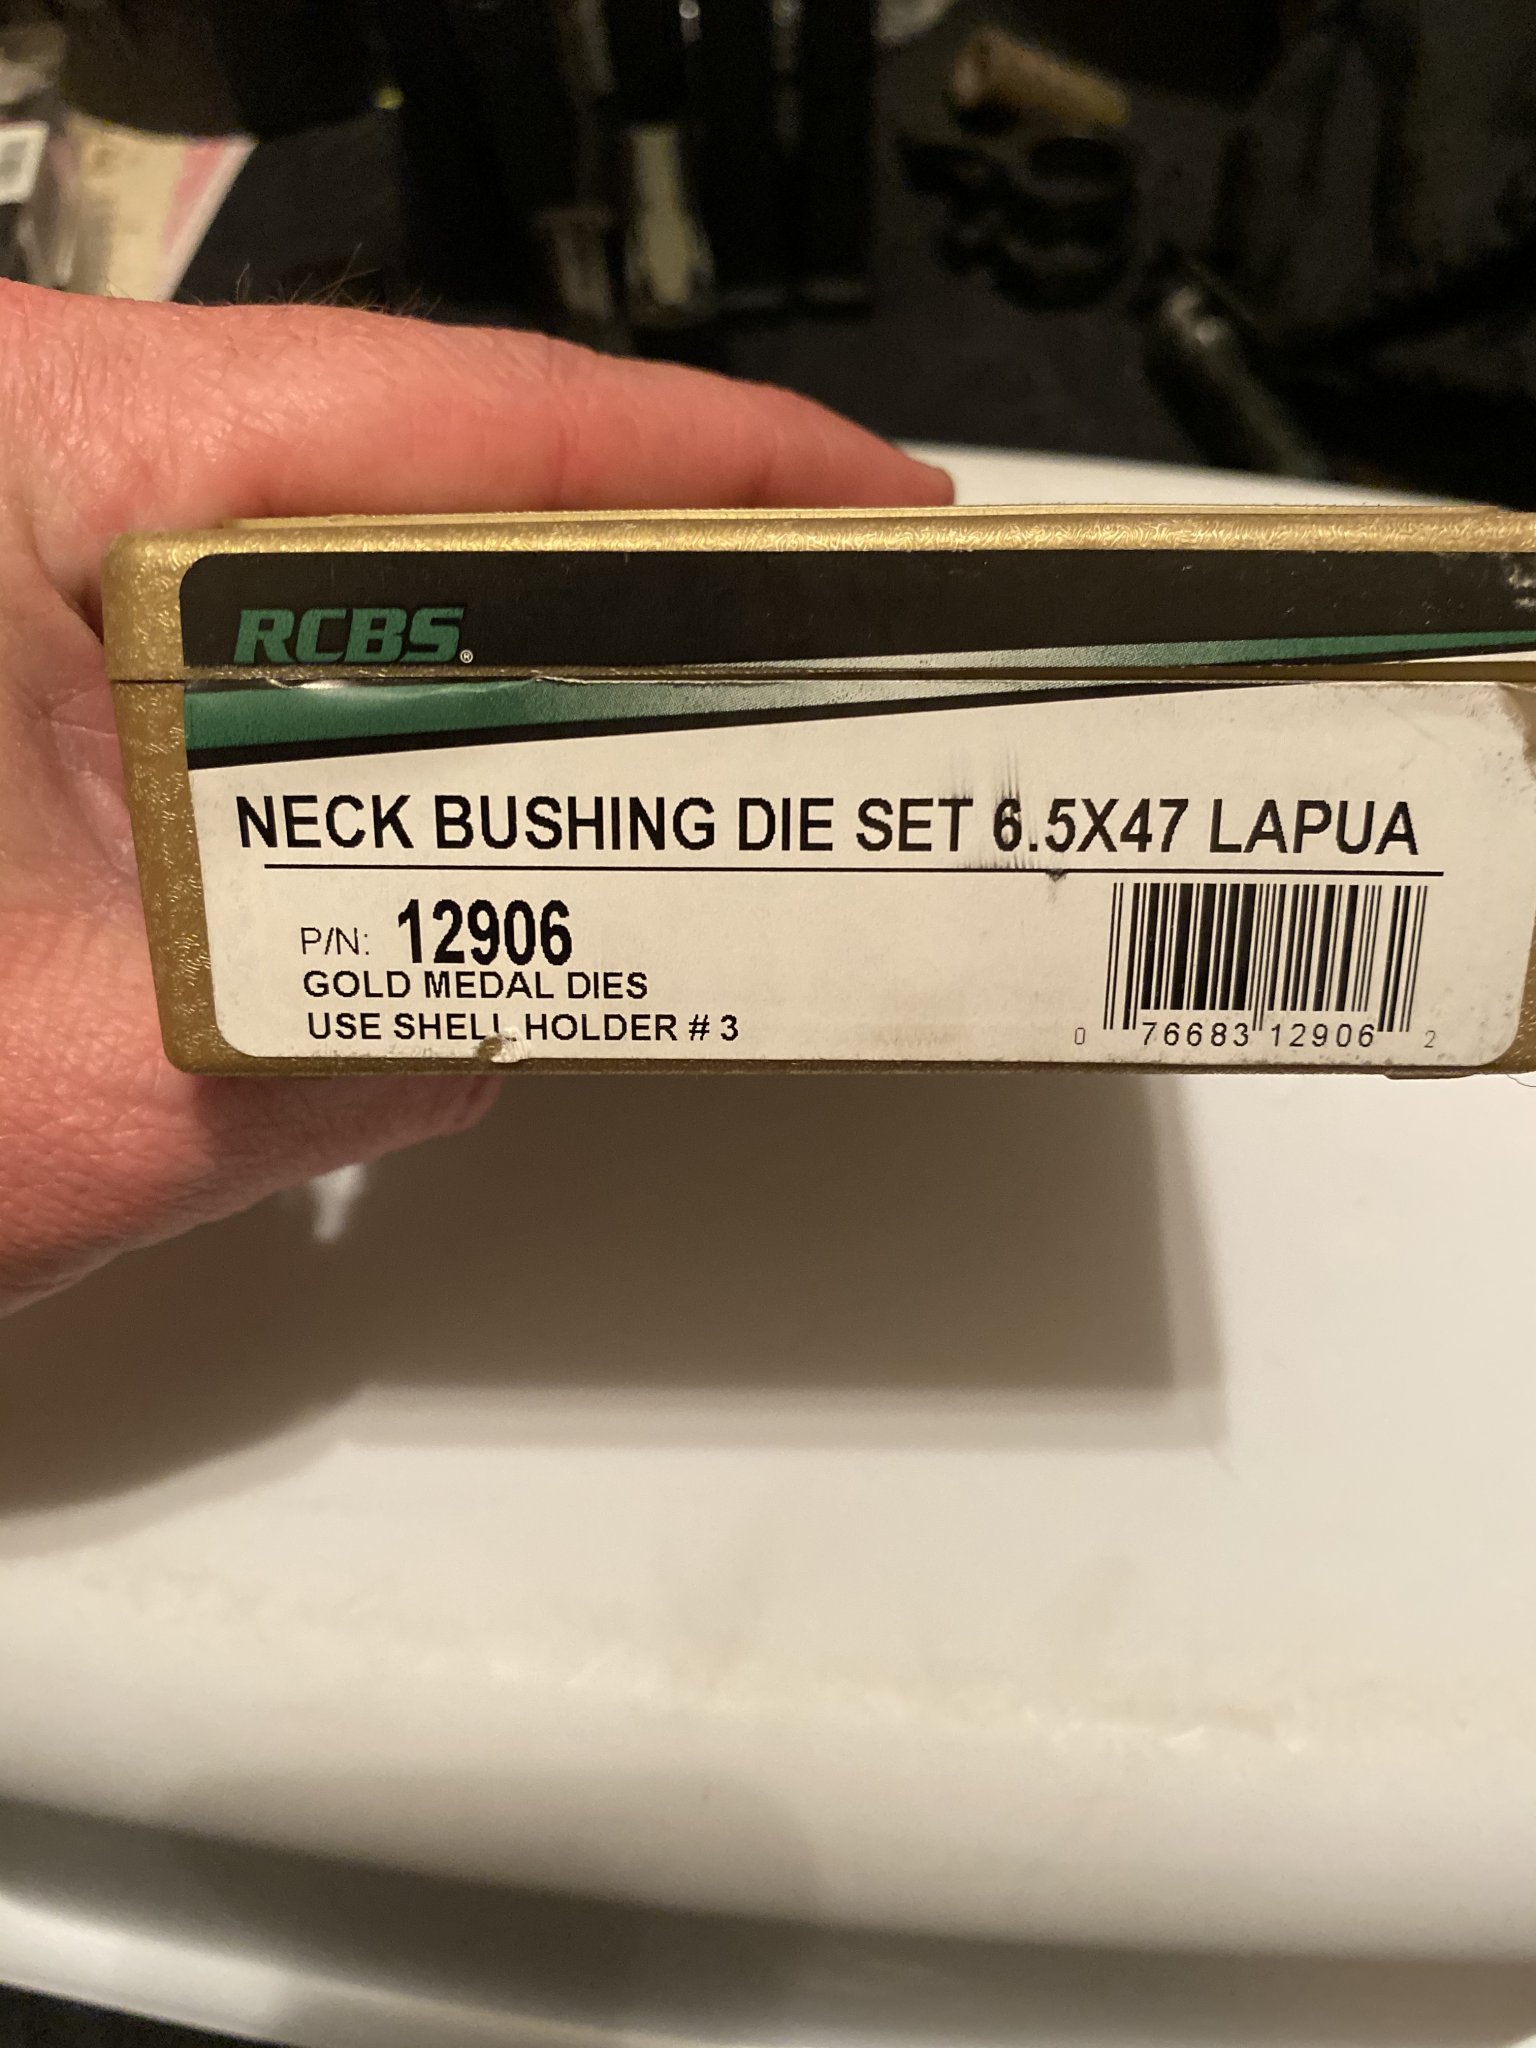 RCBS®
NECK BUSHING DIE SET 6.5X47 LAPUA
P/N: 12906
GOLD MEDAL DIES
USE SHELL HOLDER # 3
0 76683 12906 2